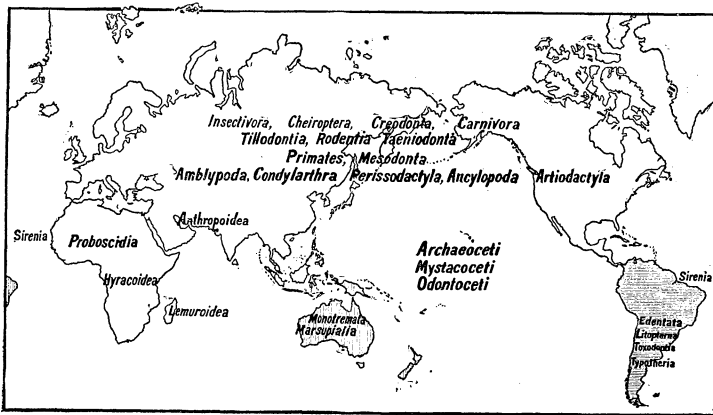 Insectivora, Cheiroptera, Creodonta, Carnivora
Tillodontia, Rodentia Taeniodonta
Primates, Mesodonta
Amblypoda, Condylarthra Perissodactyla, Ancylopoda Artiodactyla
Anthropoidea
Sirenia
Proboscidia
Hyracoidea
Lemuroidea
Archaeoceti
Mystacoceti
Odontoceti
Monotremata
Marsupialia
Sirenia
Edentata
Litopterna
Toxodontia
Typotheria